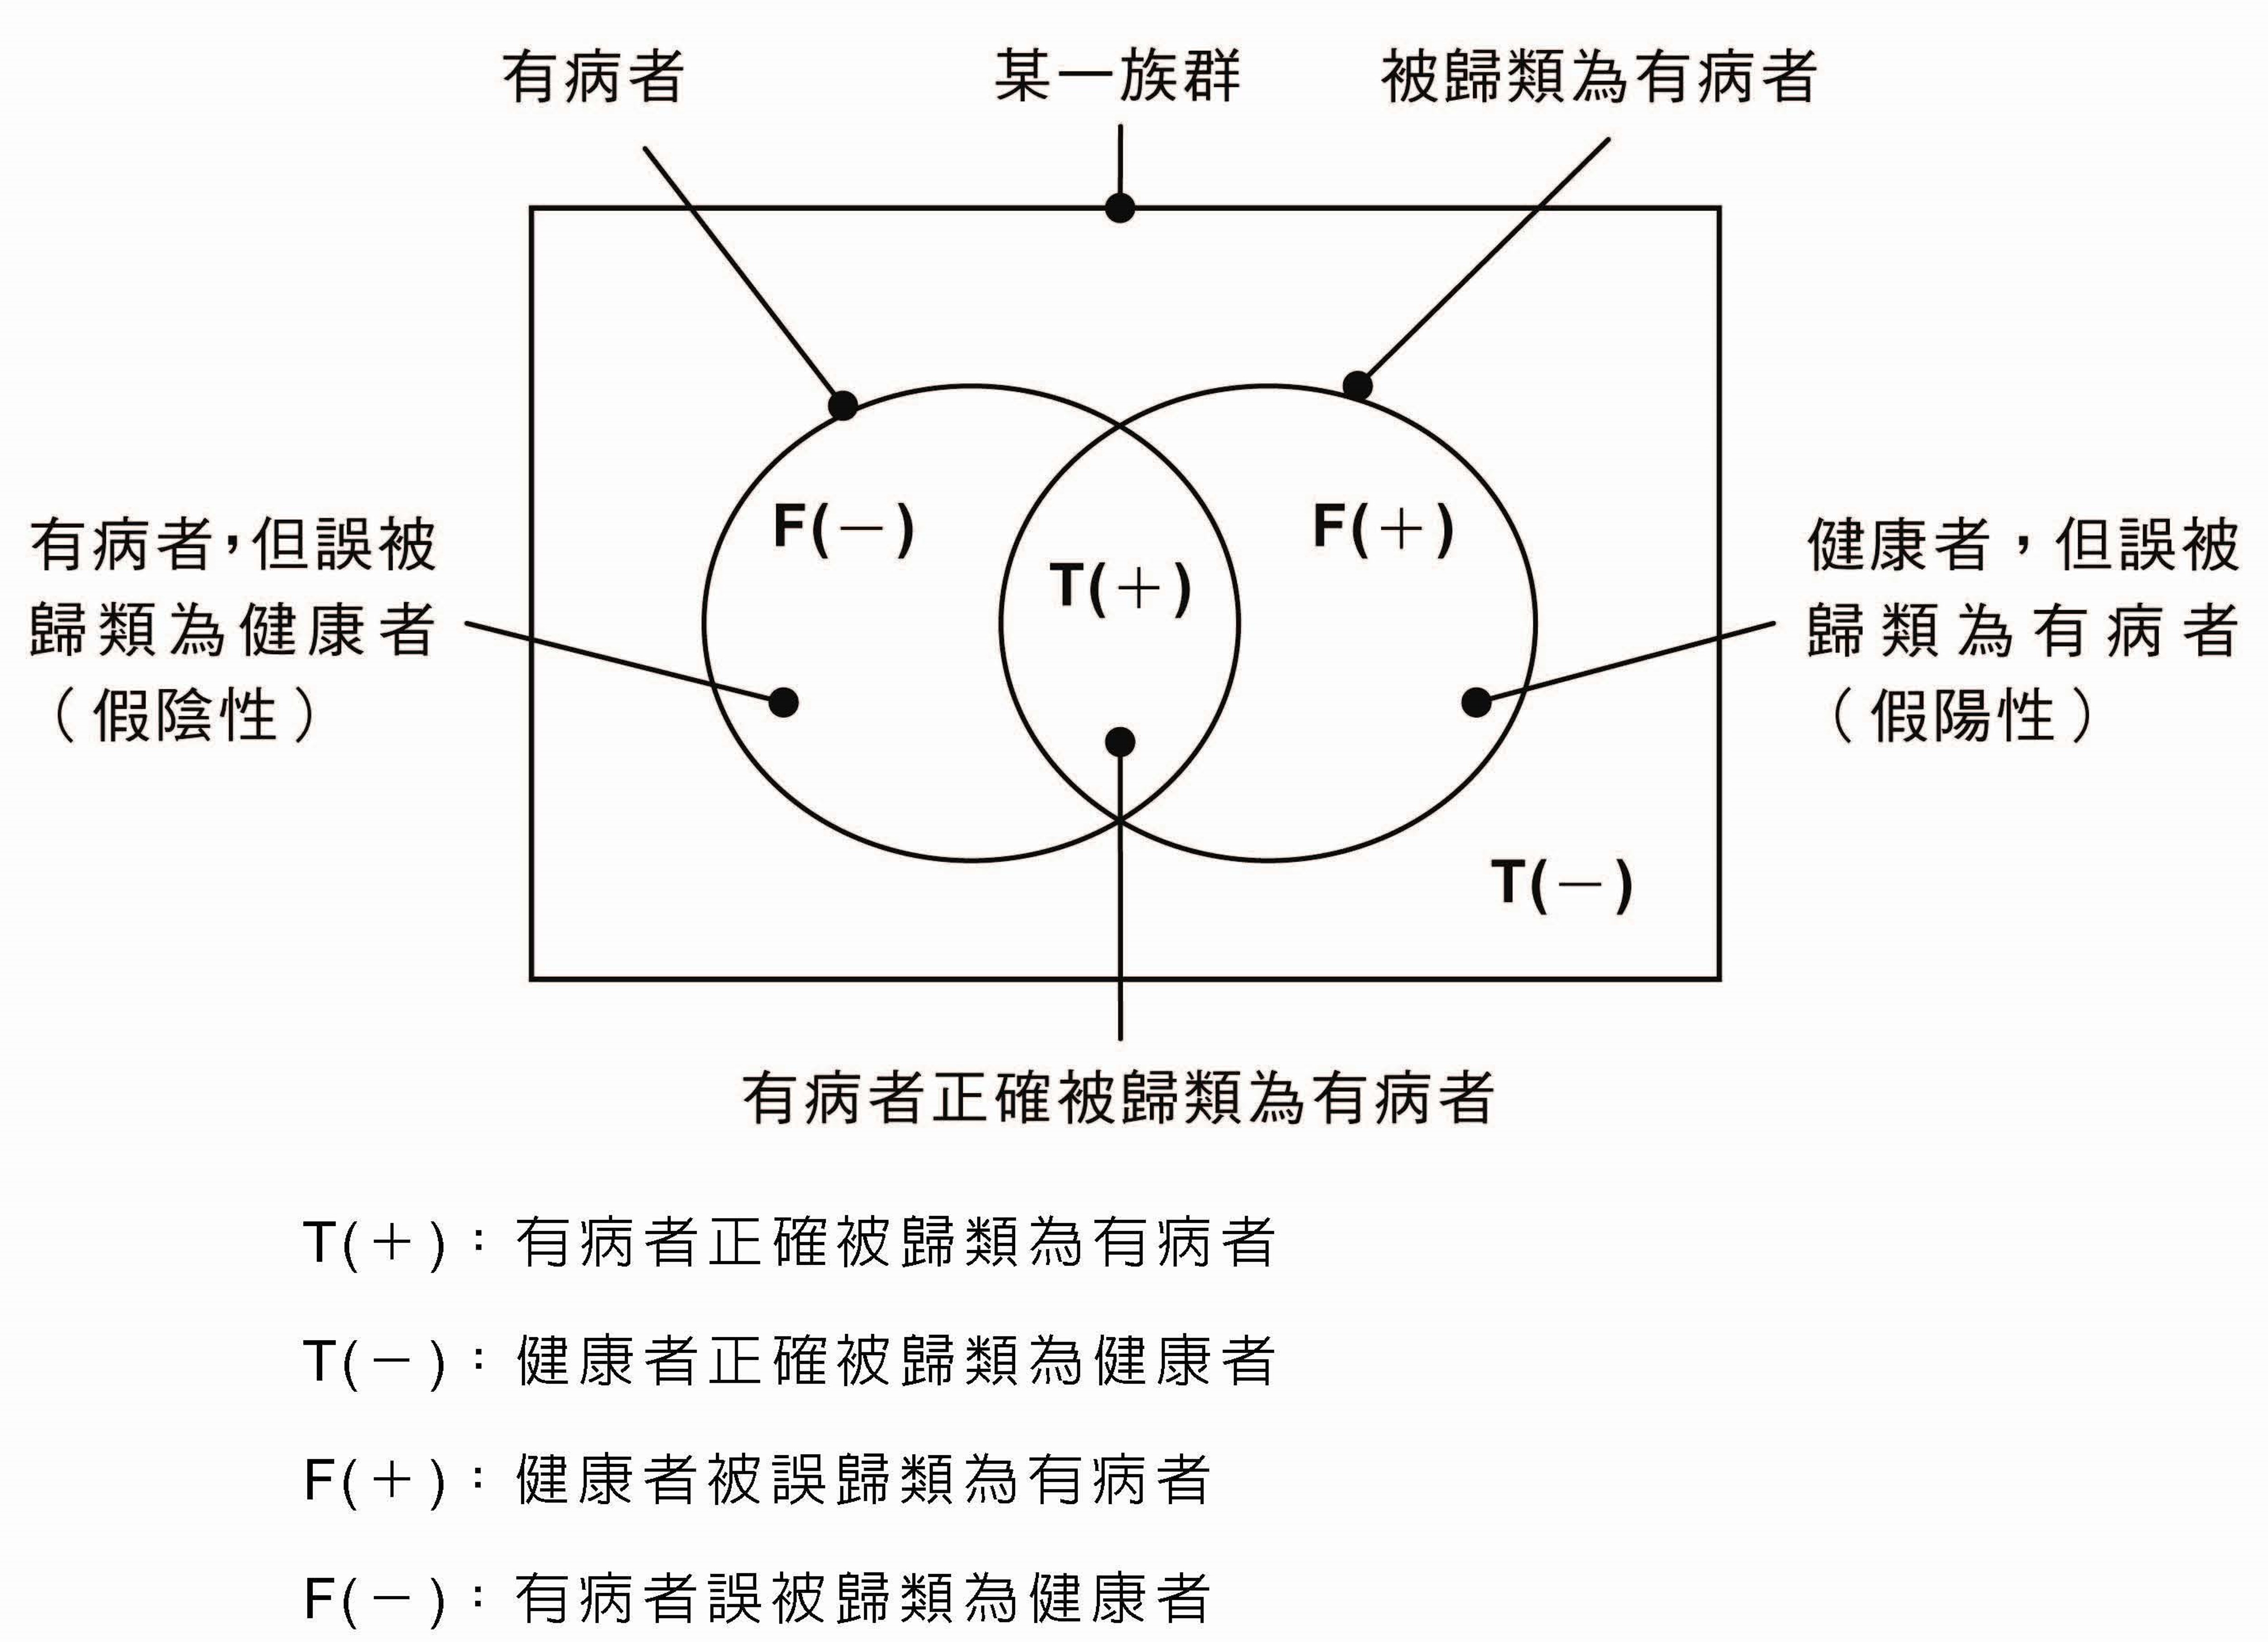 有病者
某一族群
被歸類為有病者
F(－)
F(＋)
T(＋)
有病者，但誤被
歸類為健康者
（假陰性）
健康者，但誤被
歸類為有病者
（假陽性）
T(－)
有病者正確被歸類為有病者
T(＋)：有病者正確被歸類為有病者
T(－)：健康者正確被歸類為健康者
F(＋)：健康者被誤歸類為有病者
F(－)：有病者誤被歸類為健康者